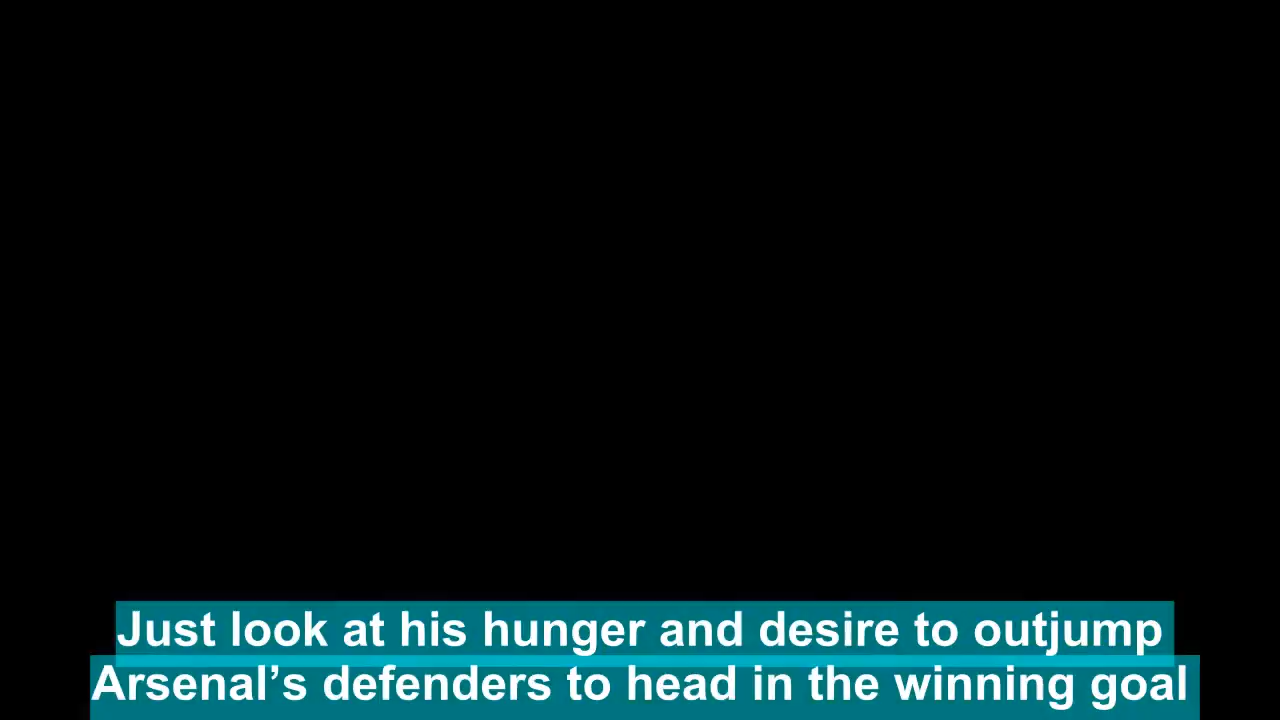 Just look at his hunger and desire to outjump
Arsenal’s defenders to head in the winning goal